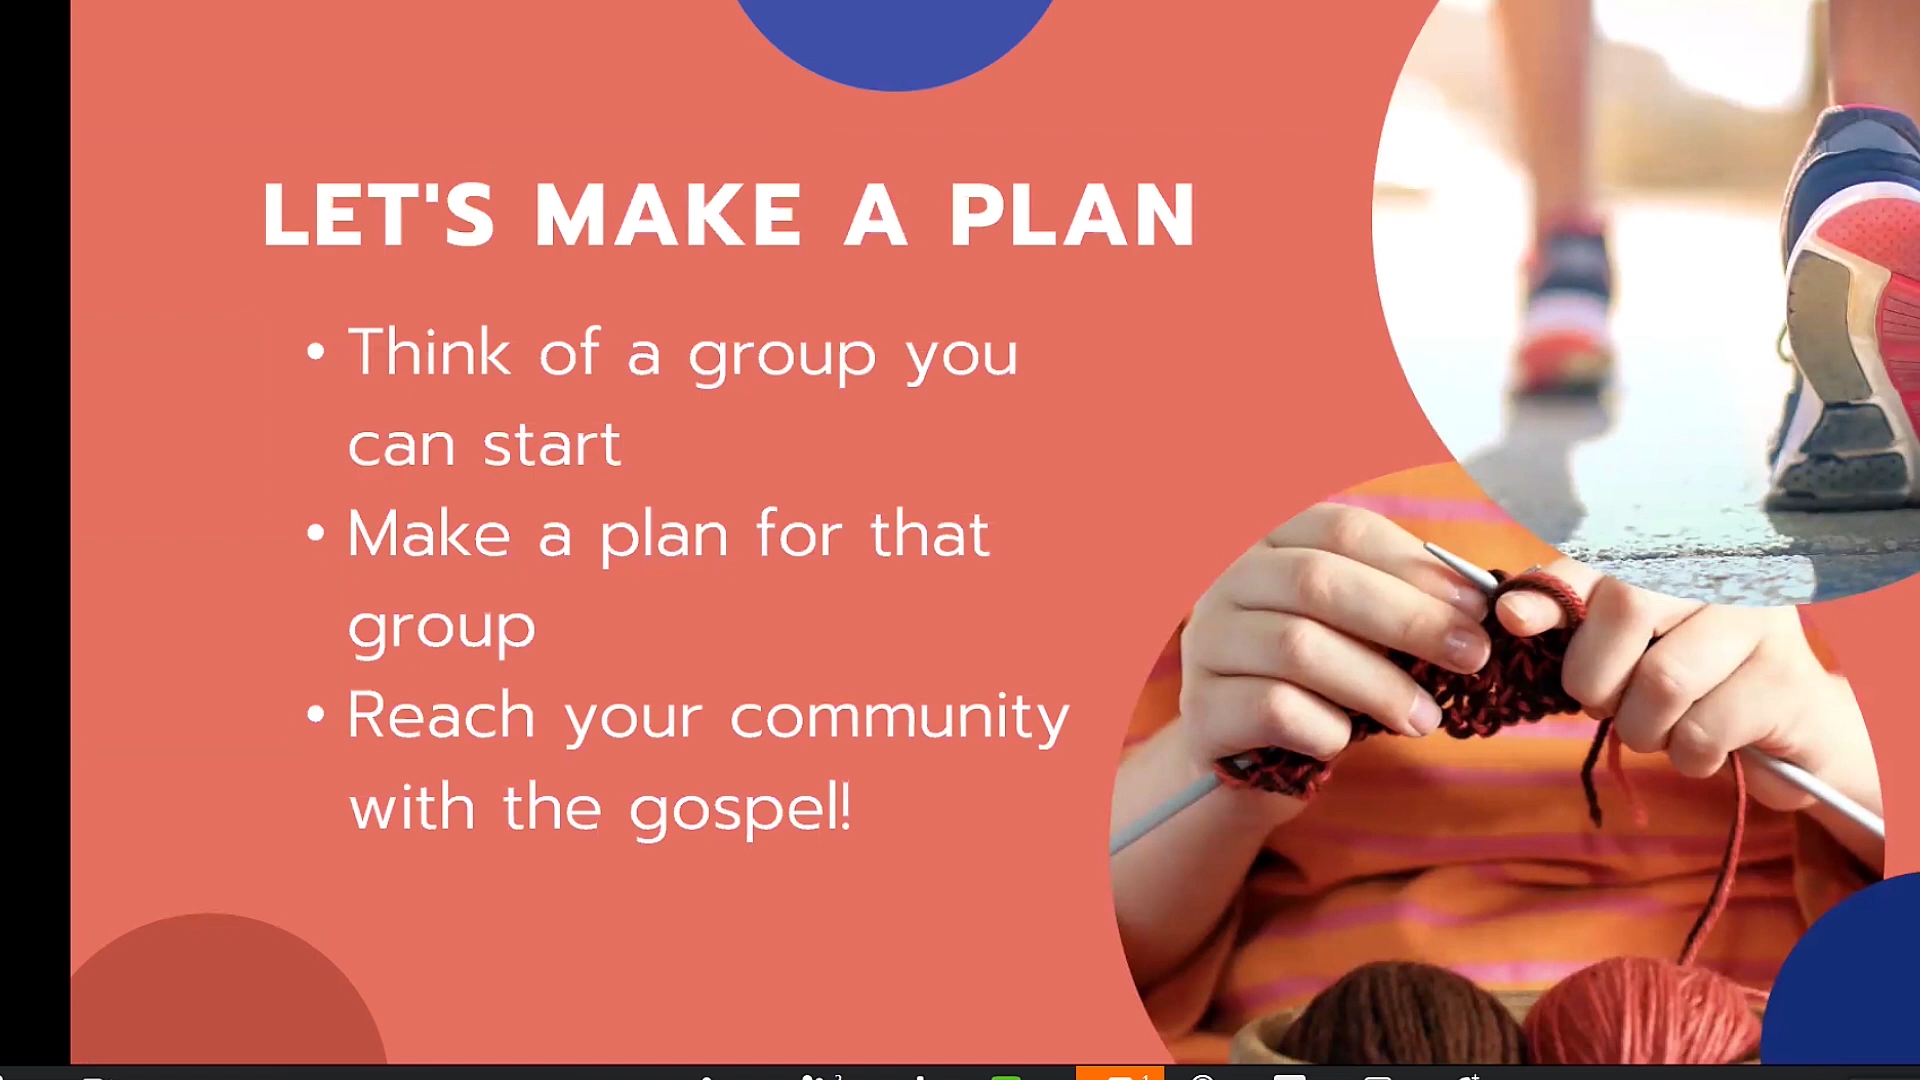 LET'S MAKE A PLAN
• Think of a group you
can start
• Make a plan for that
group
• Reach your community
with the gospel!